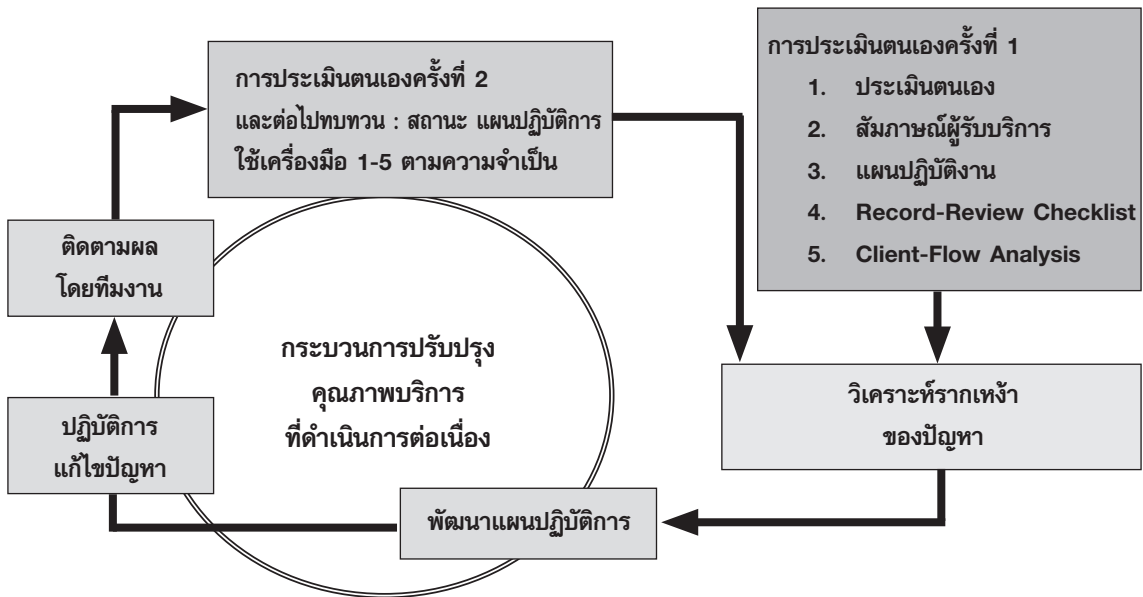 การประเมินตนเองครั้งที่ 1
1. ประเมินตนเอง
2. สัมภาษณ์ผู้รับบริการ
3. แผนปฏิบัติงาน
4. Record-Review Checklist
5. Client-Flow Analysis
การประเมินตนเองครั้งที่ 2
และต่อไปทบทวน : สถานะ แผนปฏิบัติการ
ใช้เครื่องมือ 1-5 ตามความจำเป็น
ติดตามผล
โดยทีมงาน
กระบวนการปรับปรุง
คุณภาพบริการ
ที่ดำเนินการต่อเนื่อง
วิเคราะห์รากเหง้า
ของปัญหา
ปฏิบัติการ
แก้ไขปัญหา
พัฒนาแผนปฏิบัติการ